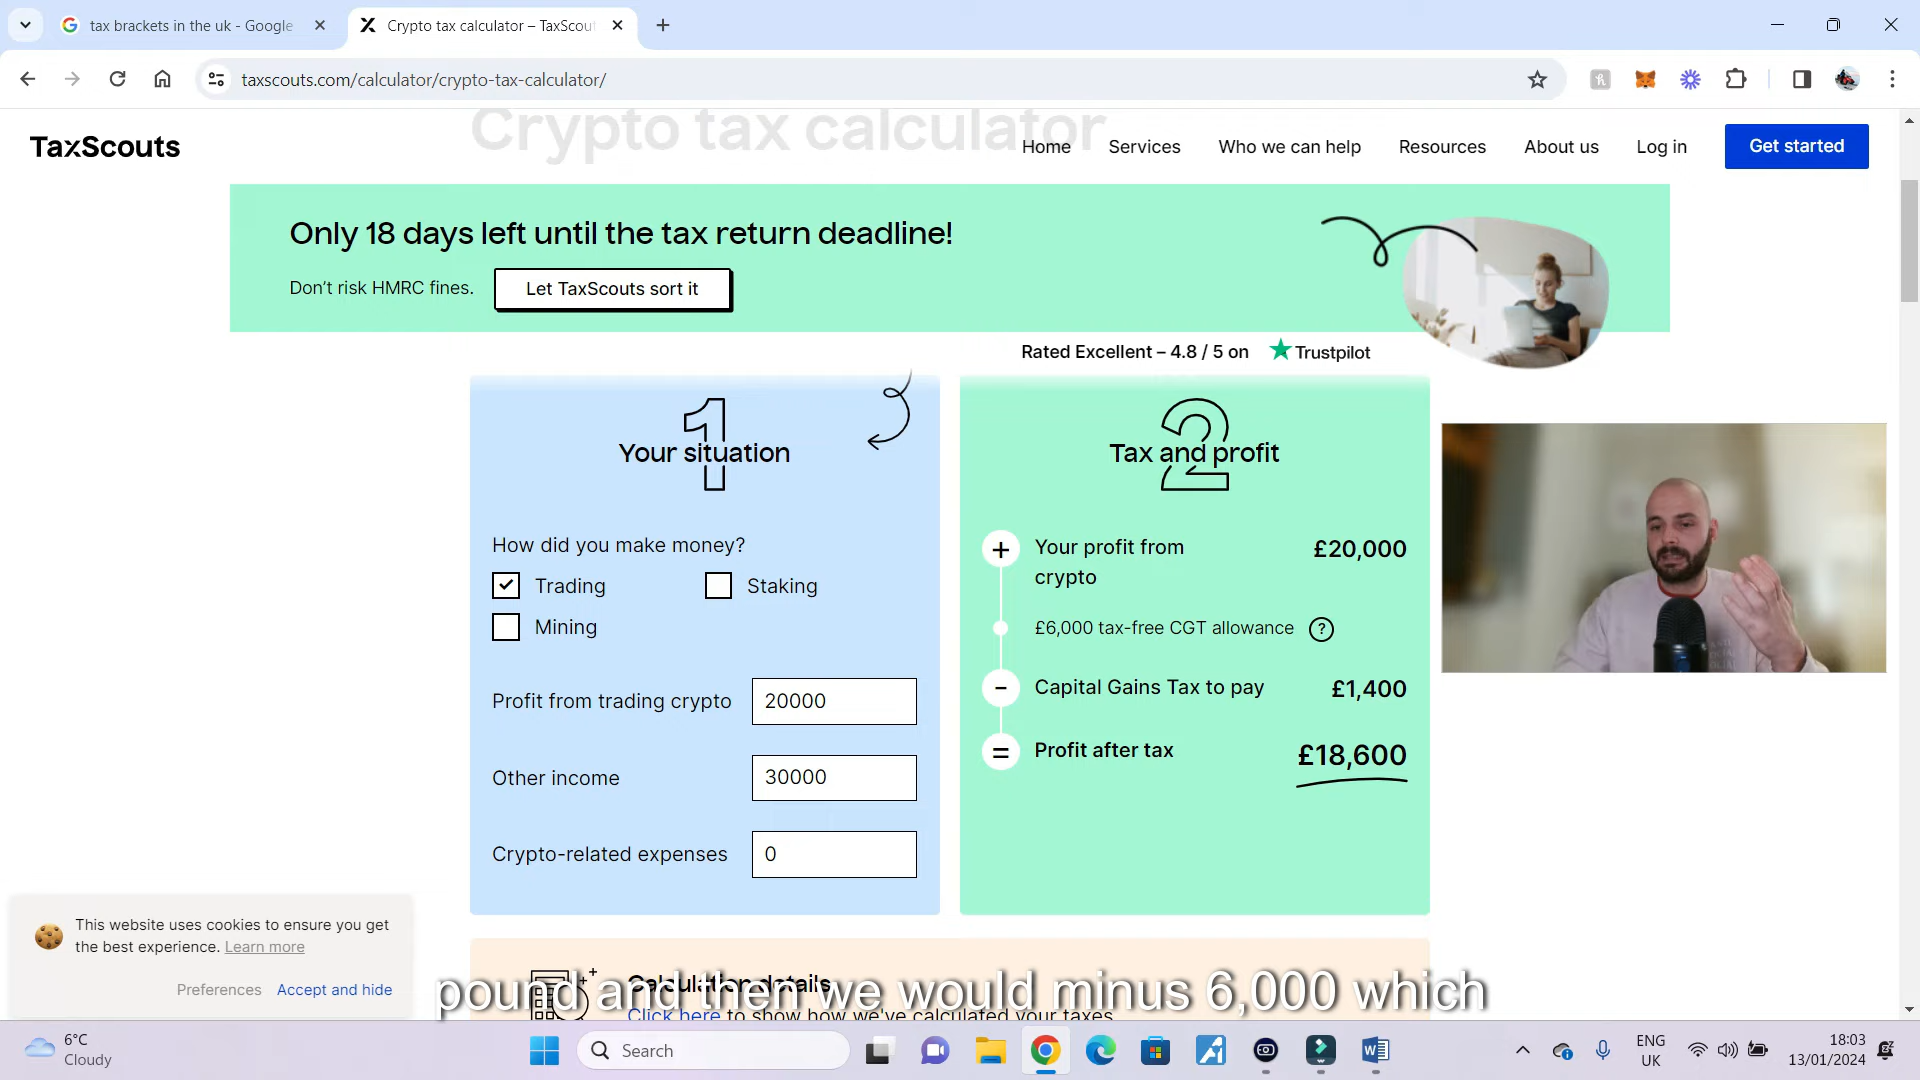 tax brackets in the uk - Google
Crypto tax calculator – TaxScout
taxscouts.com/calculator/crypto-tax-calculator/
Crypto tax calculator
TaxScouts
Home
Services
Who we can help
Resources
About us
Log in
Get started
Only 18 days left until the tax return deadline!
Don't risk HMRC fines.
Let TaxScouts sort it
Rated Excellent – 4.8 / 5 on
Trustpilot
1
Your situation
How did you make money?
Trading
Staking
Mining
Profit from trading crypto
20000
Other income
30000
Crypto-related expenses
0
2
Tax and profit
+
Your profit from
crypto
£20,000
£6,000 tax-free CGT allowance
?
-
Capital Gains Tax to pay
£1,400
=
Profit after tax
£18,600
This website uses cookies to ensure you get
the best experience. Learn more
Preferences
Accept and hide
Calculation details
Click here to show how we've calculated your taxes
pound and then we would minus 6,000 which
6°C
Cloudy
Search
ENG
UK
18:03
13/01/2024